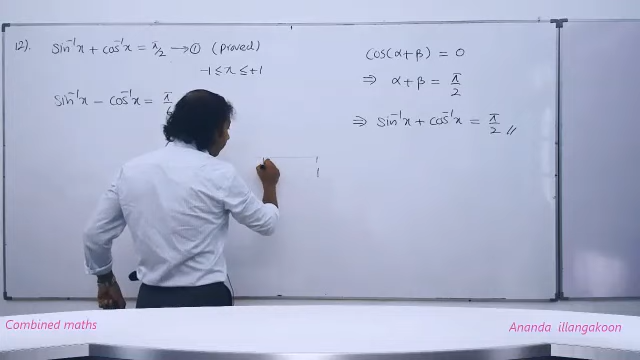 12). sin⁻¹x + cos⁻¹x = π/2 → ① (proved)
-1 ≤ x ≤ +1
sin⁻¹x - cos⁻¹x = π/6
cos(α+β) = 0
⇒ α+β = π/2
⇒ sin⁻¹x + cos⁻¹x = π/2 //
Combined maths
Ananda illangakoon